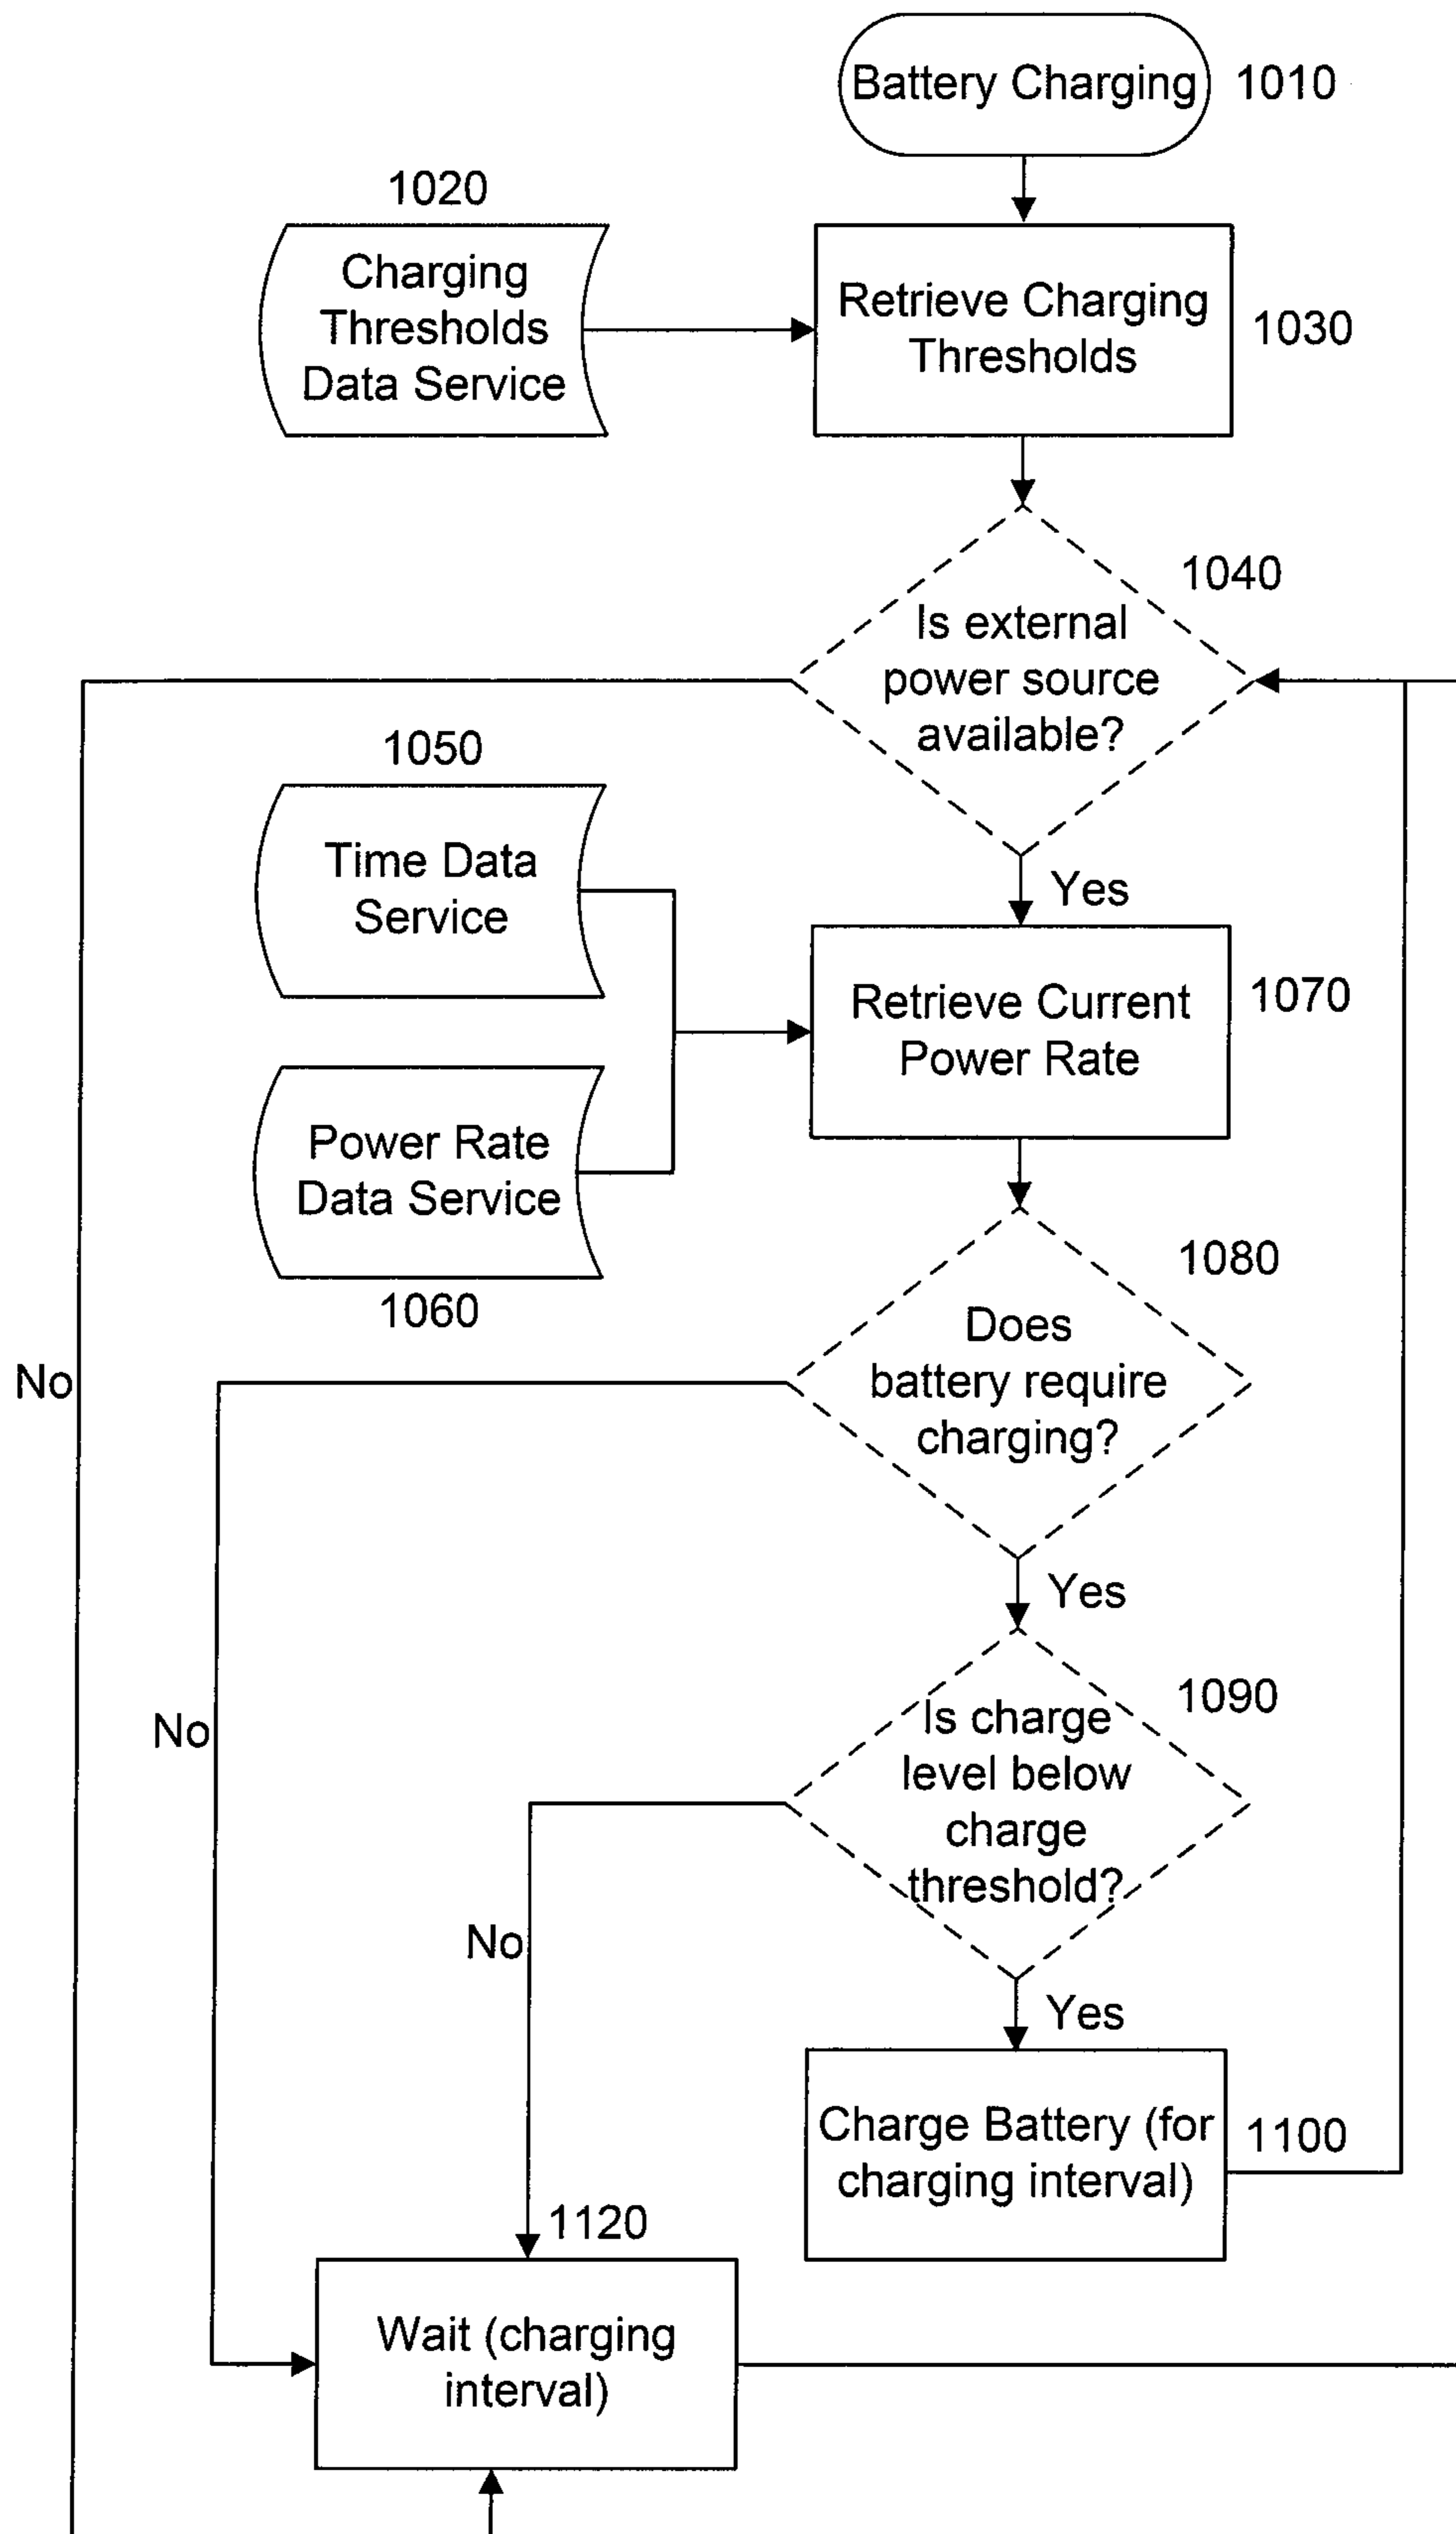 Battery Charging
1010
1020
Charging
Thresholds
Data Service
Retrieve Charging
Thresholds
1030
1040
Is external
power source
available?
1050
Time Data
Service
Yes
Retrieve Current
Power Rate
1070
Power Rate
Data Service
1060
1080
Does
battery require
charging?
No
Yes
1090
Is charge
level below
charge
threshold?
No
No
Yes
Charge Battery (for
charging interval)
1100
1120
Wait (charging
interval)